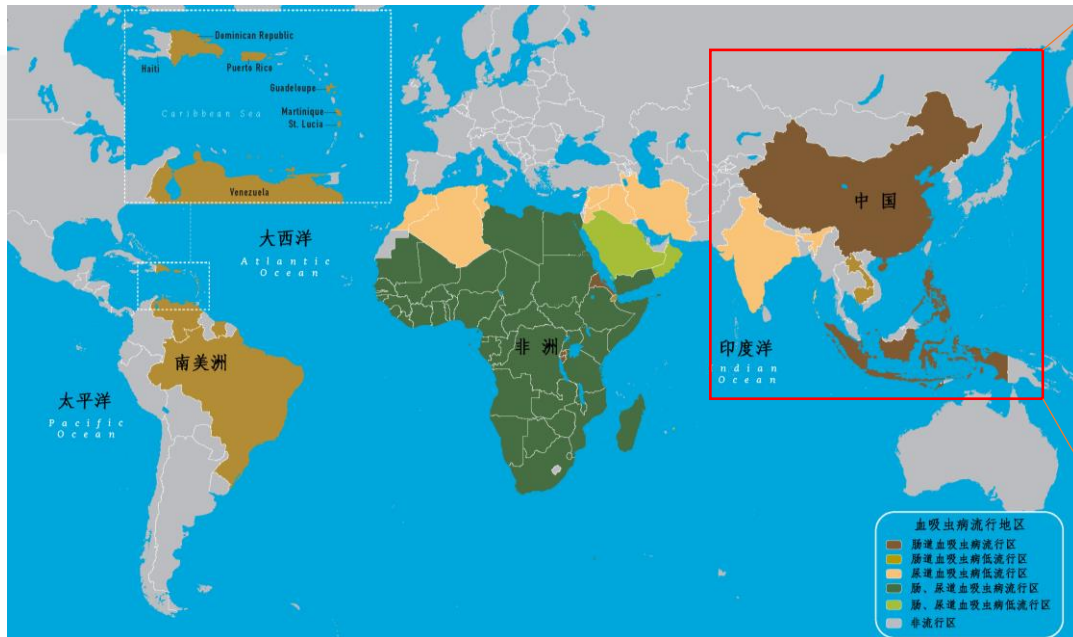 Dominican Republic
Haiti
Puerto Rico
Guadeloupe
Caribbean Sea
Martinique
St. Lucia
Venezuela
大西洋
Atlantic
Ocean
中国
非洲
印度洋
Indian
Ocean
南美洲
太平洋
Pacific
Ocean
血吸虫病流行地区
肠道血吸虫病流行区
肠道血吸虫病低流行区
尿道血吸虫病低流行区
肠、尿道血吸虫病流行区
肠、尿道血吸虫病低流行区
非流行区